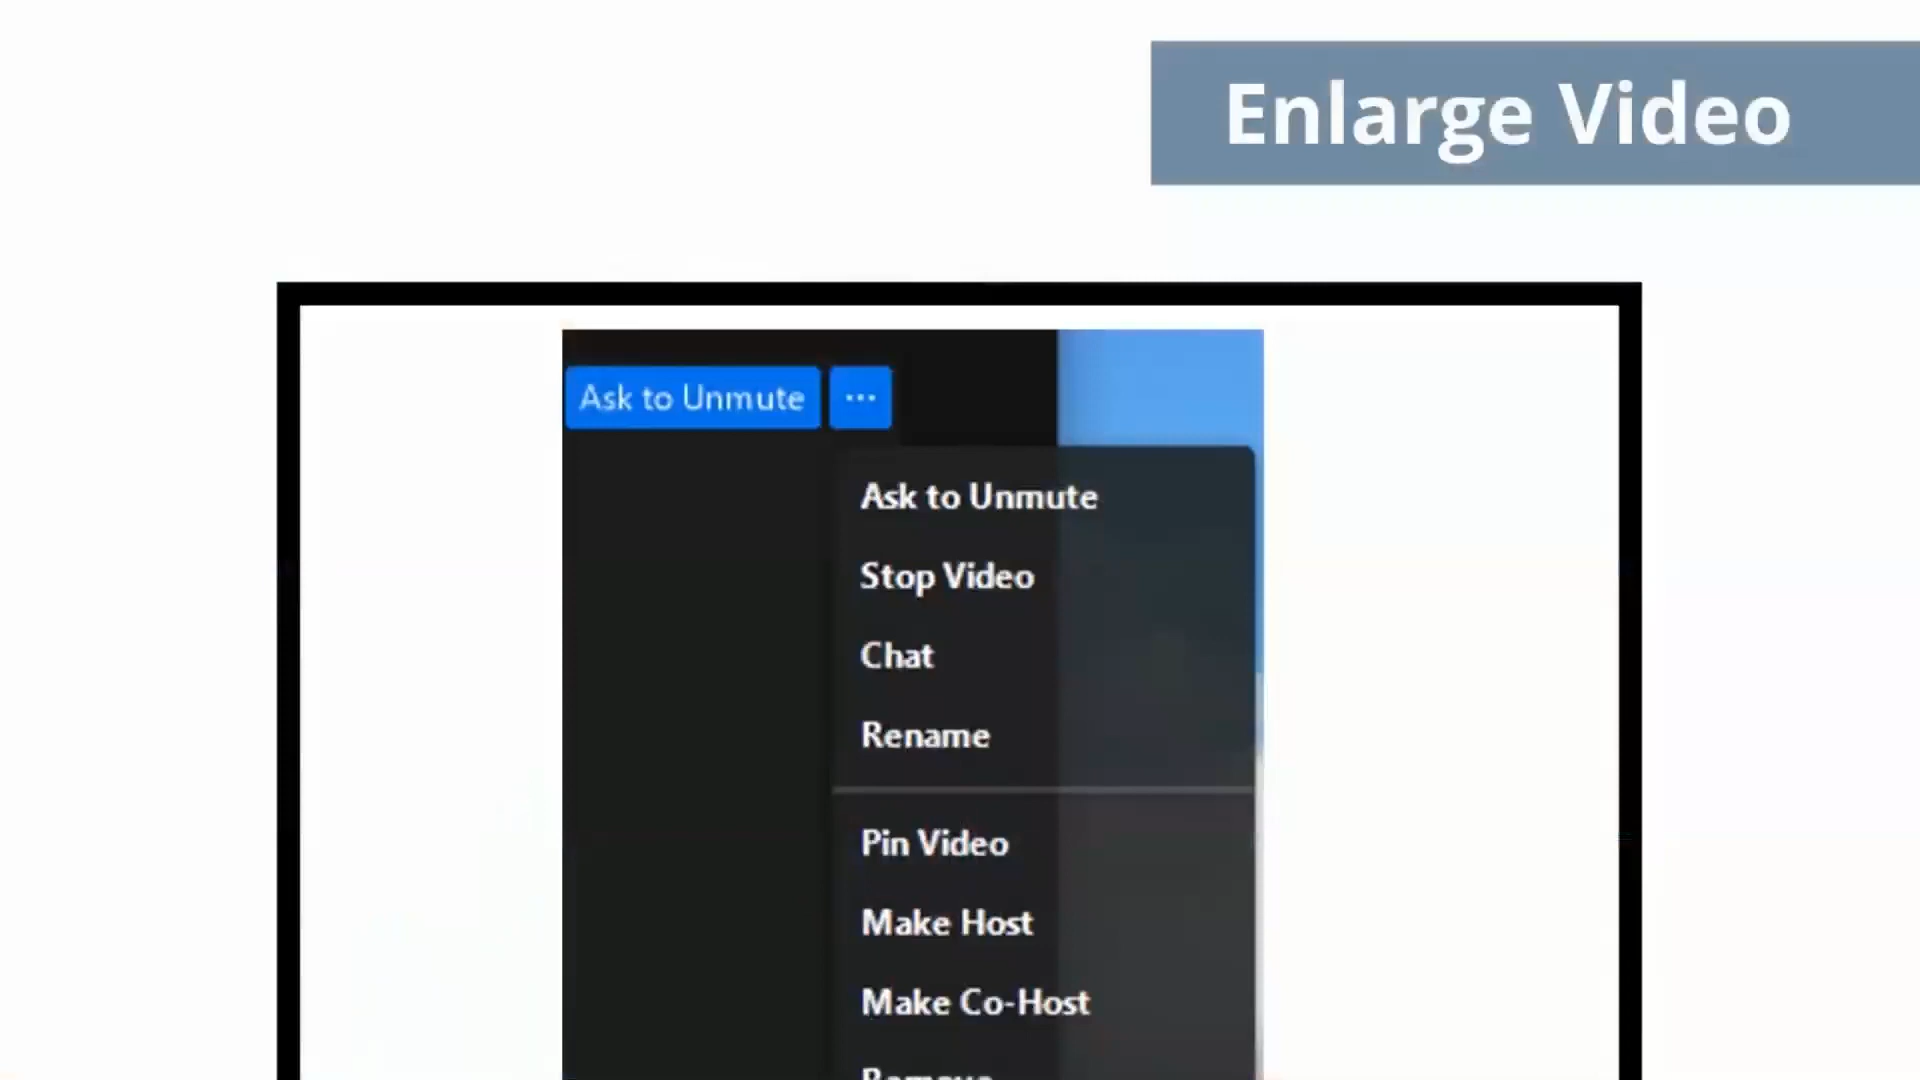 Enlarge Video
Ask to Unmute ...
Ask to Unmute
Stop Video
Chat
Rename
Pin Video
Make Host
Make Co-Host